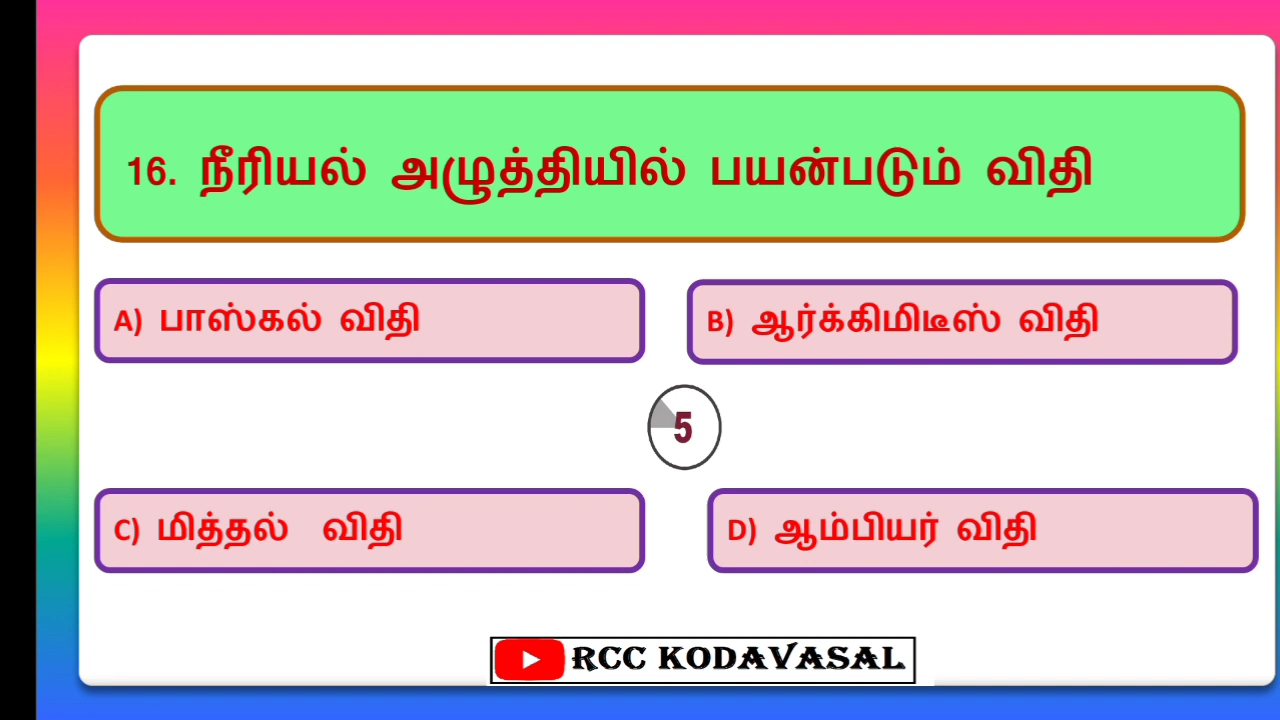 16. நீரியல் அழுத்தியில் பயன்படும் விதி
A) பாஸ்கல் விதி
B) ஆர்க்கிமிடீஸ் விதி
5
C) மித்தல் விதி
D) ஆம்பியர் விதி
RCC KODAVASAL